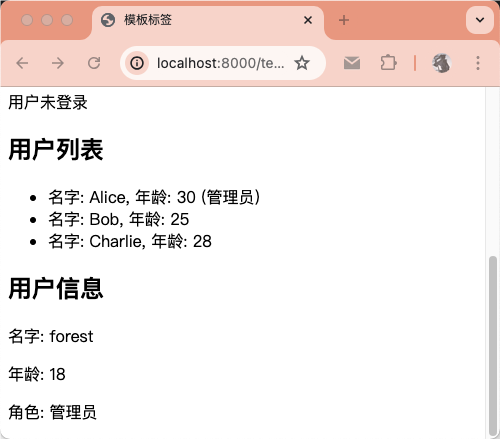 模板标签
localhost:8000/te...
用户未登录
用户列表
• 名字: Alice, 年龄: 30 (管理员)
• 名字: Bob, 年龄: 25
• 名字: Charlie, 年龄: 28
用户信息
名字: forest
年龄: 18
角色: 管理员